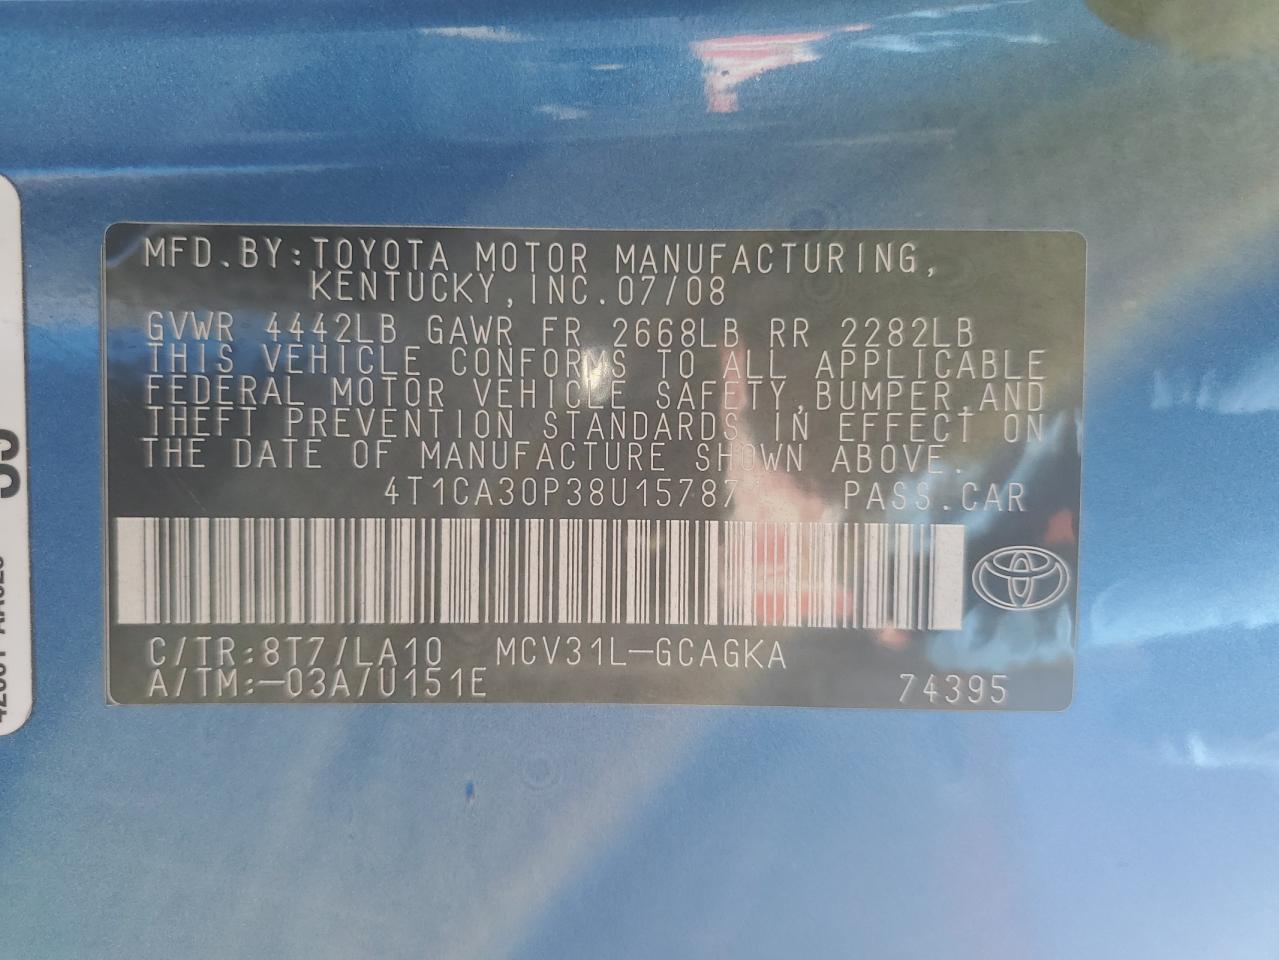 MFD.BY:TOYOTA MOTOR MANUFACTURING,
KENTUCKY,INC.07/08
GVWR 4442LB GAWR FR 2668LB RR 2282LB
THIS VEHICLE CONFORMS TO ALL APPLICABLE
FEDERAL MOTOR VEHICLE SAFETY,BUMPER,AND
THEFT PREVENTION STANDARDS IN EFFECT ON
THE DATE OF MANUFACTURE SHOWN ABOVE.
4T1CA30P38U15787 PASS.CAR
C/TR:8T7/LA10 MCV31L-GCAGKA
A/TM:-03A/U151E
74395